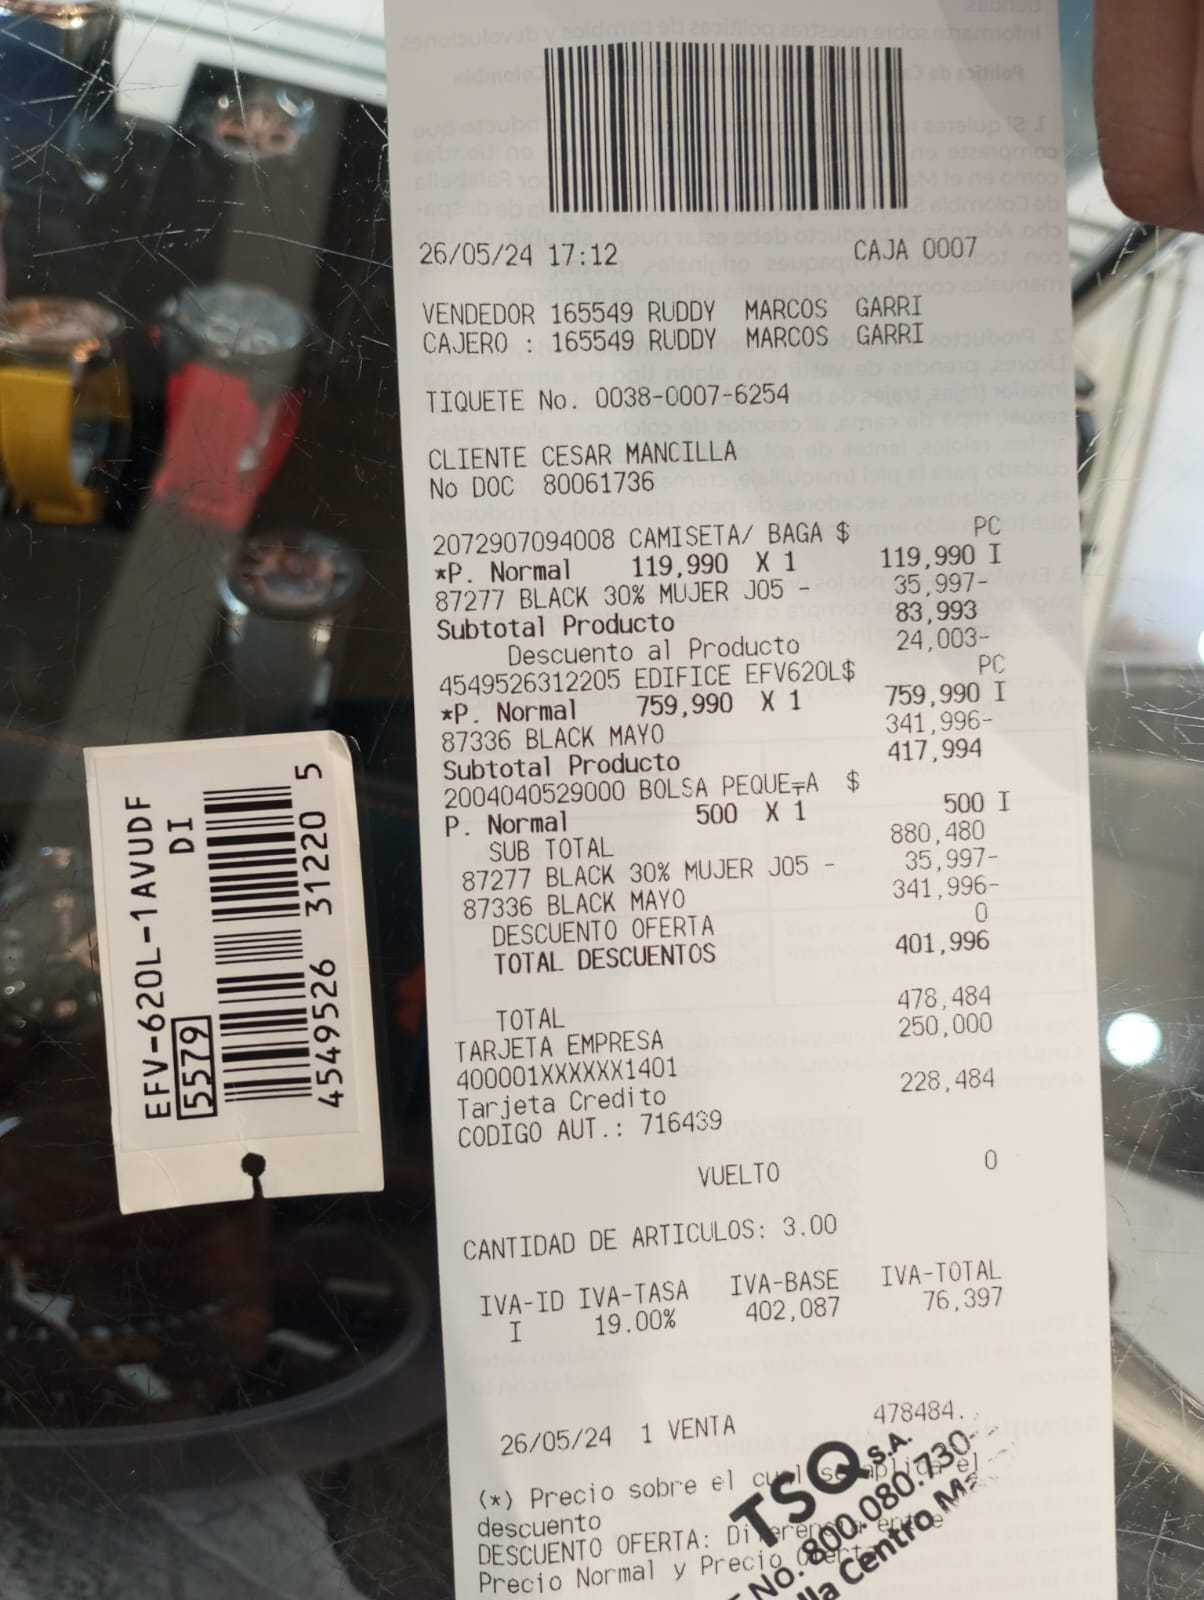 26/05/24 17:12 CAJA 0007
VENDEDOR 165549 RUDDY MARCOS GARRI
CAJERO : 165549 RUDDY MARCOS GARRI
TIQUETE No. 0038-0007-6254
CLIENTE CESAR MANCILLA
No DOC 80061736
2072907094008 CAMISETA/ BAGA $ PC
*P. Normal 119,990 X 1 119,990 I
87277 BLACK 30% MUJER J05 - 35,997-
Subtotal Producto 83,993
Descuento al Producto 24,003-
4549526312205 EDIFICE EFV620L$ PC
*P. Normal 759,990 X 1 759,990 I
87336 BLACK MAYO 341,996-
Subtotal Producto 417,994
2004040529000 BOLSA PEQUE╤A $
P. Normal 500 X 1 500 I
SUB TOTAL 880,480
87277 BLACK 30% MUJER J05 - 35,997-
87336 BLACK MAYO 341,996-
DESCUENTO OFERTA 0
TOTAL DESCUENTOS 401,996
TOTAL 478,484
TARJETA EMPRESA 250,000
400001XXXXXX1401
Tarjeta Credito 228,484
CODIGO AUT.: 716439
VUELTO 0
CANTIDAD DE ARTICULOS: 3.00
IVA-ID IVA-TASA IVA-BASE IVA-TOTAL
I 19.00% 402,087 76,397
26/05/24 1 VENTA 478484.
(*) Precio sobre el cual se aplica el
descuento
DESCUENTO OFERTA: Diferencia entre
Precio Normal y Precio Oferta
TSQ S.A.
No. 800.080.730-
Centro
EFV-620L-1AVUDF
DI
5579
4549526 31220 5